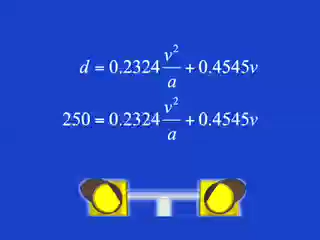 d = 0.2324 v²/a + 0.4545v
250 = 0.2324 v²/a + 0.4545v